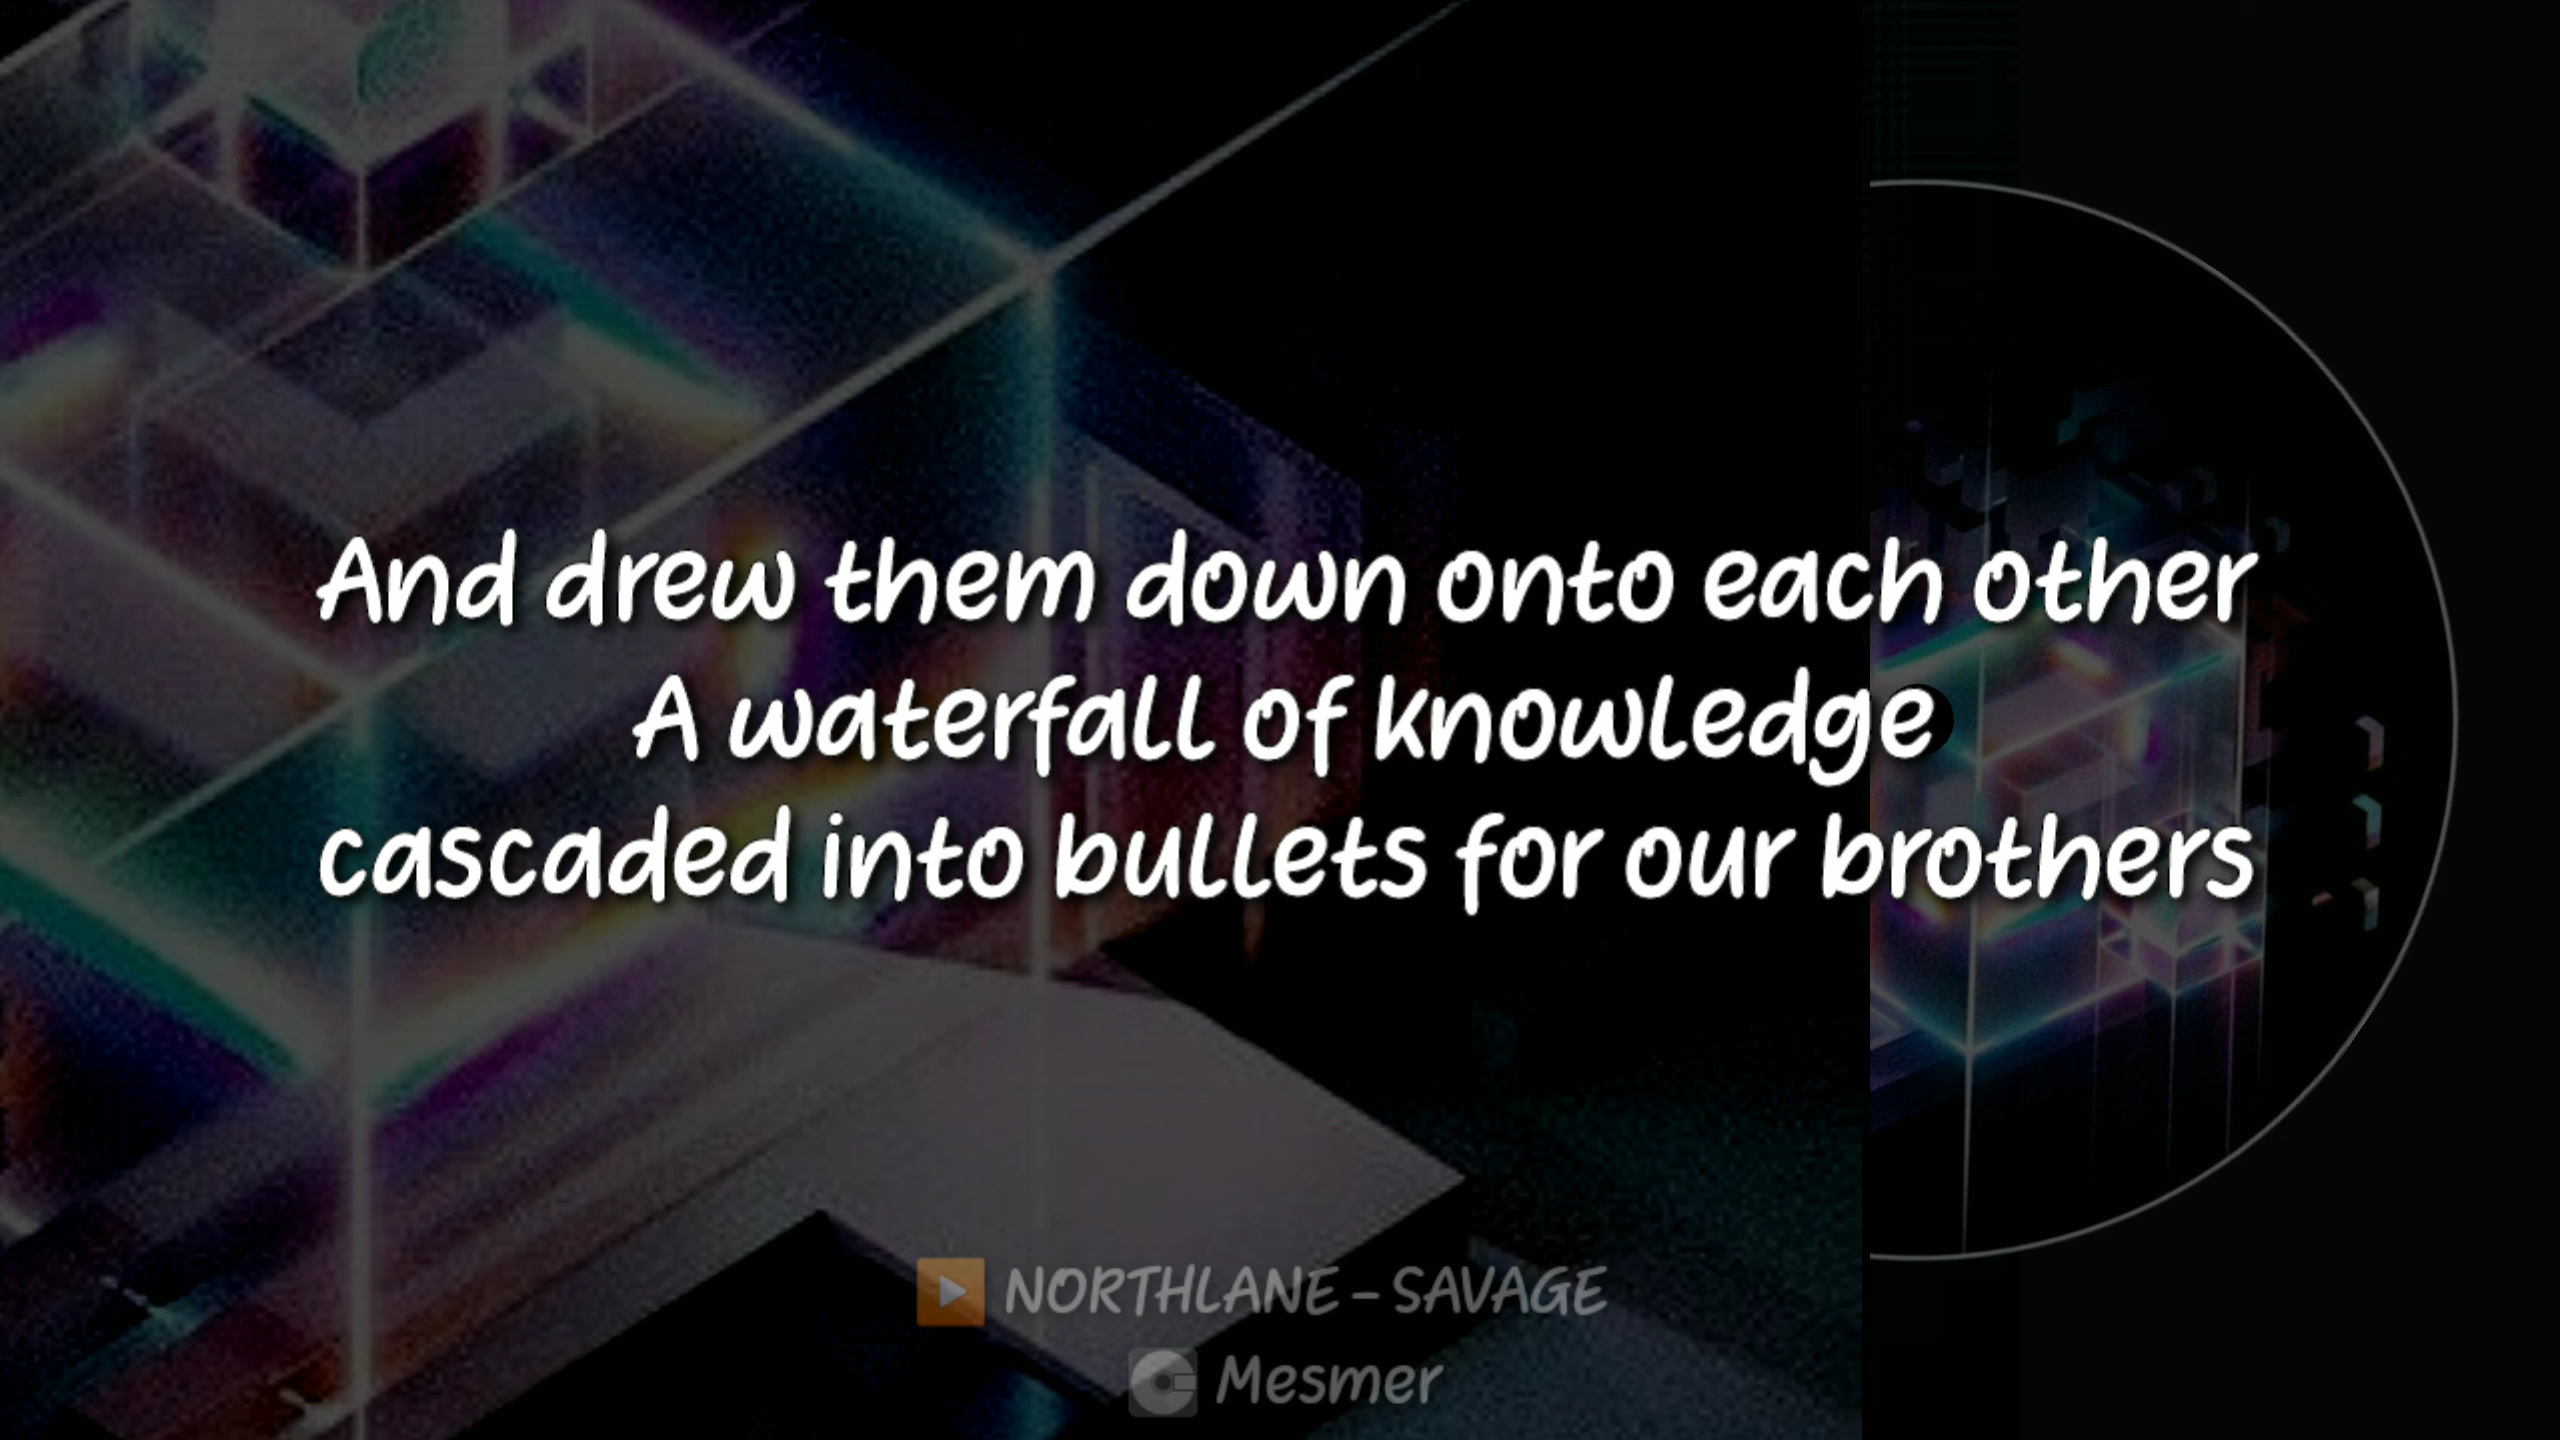 And drew them down onto each other
A waterfall of knowledge
cascaded into bullets for our brothers
NORTHLANE - SAVAGE
Mesmer